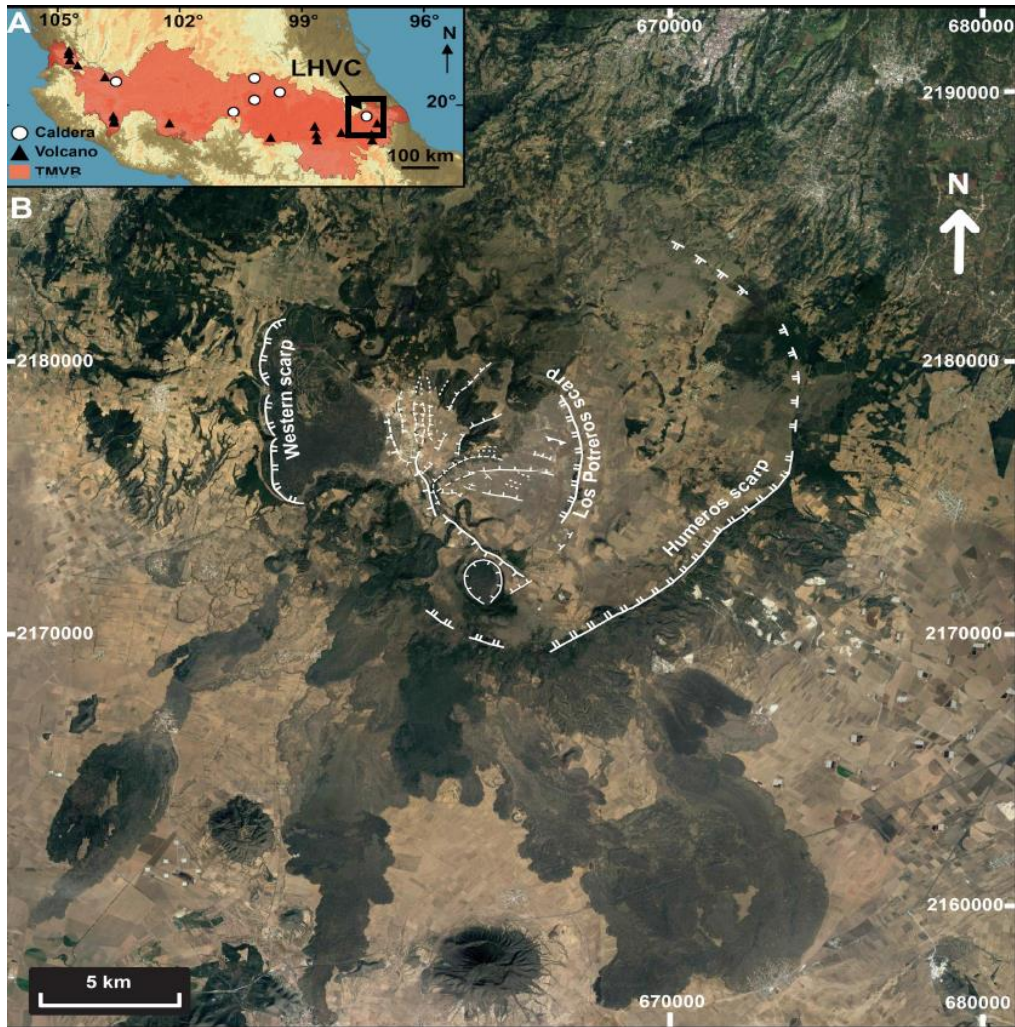 A
105°
102°
99°
96°
N
LHVC
20°
Caldera
Volcano
TMVB
100 km
B
670000
680000
2190000
N
2180000
2180000
Western scarp
Los Potreros scarp
Humeros scarp
2170000
2170000
2160000
5 km
670000
680000